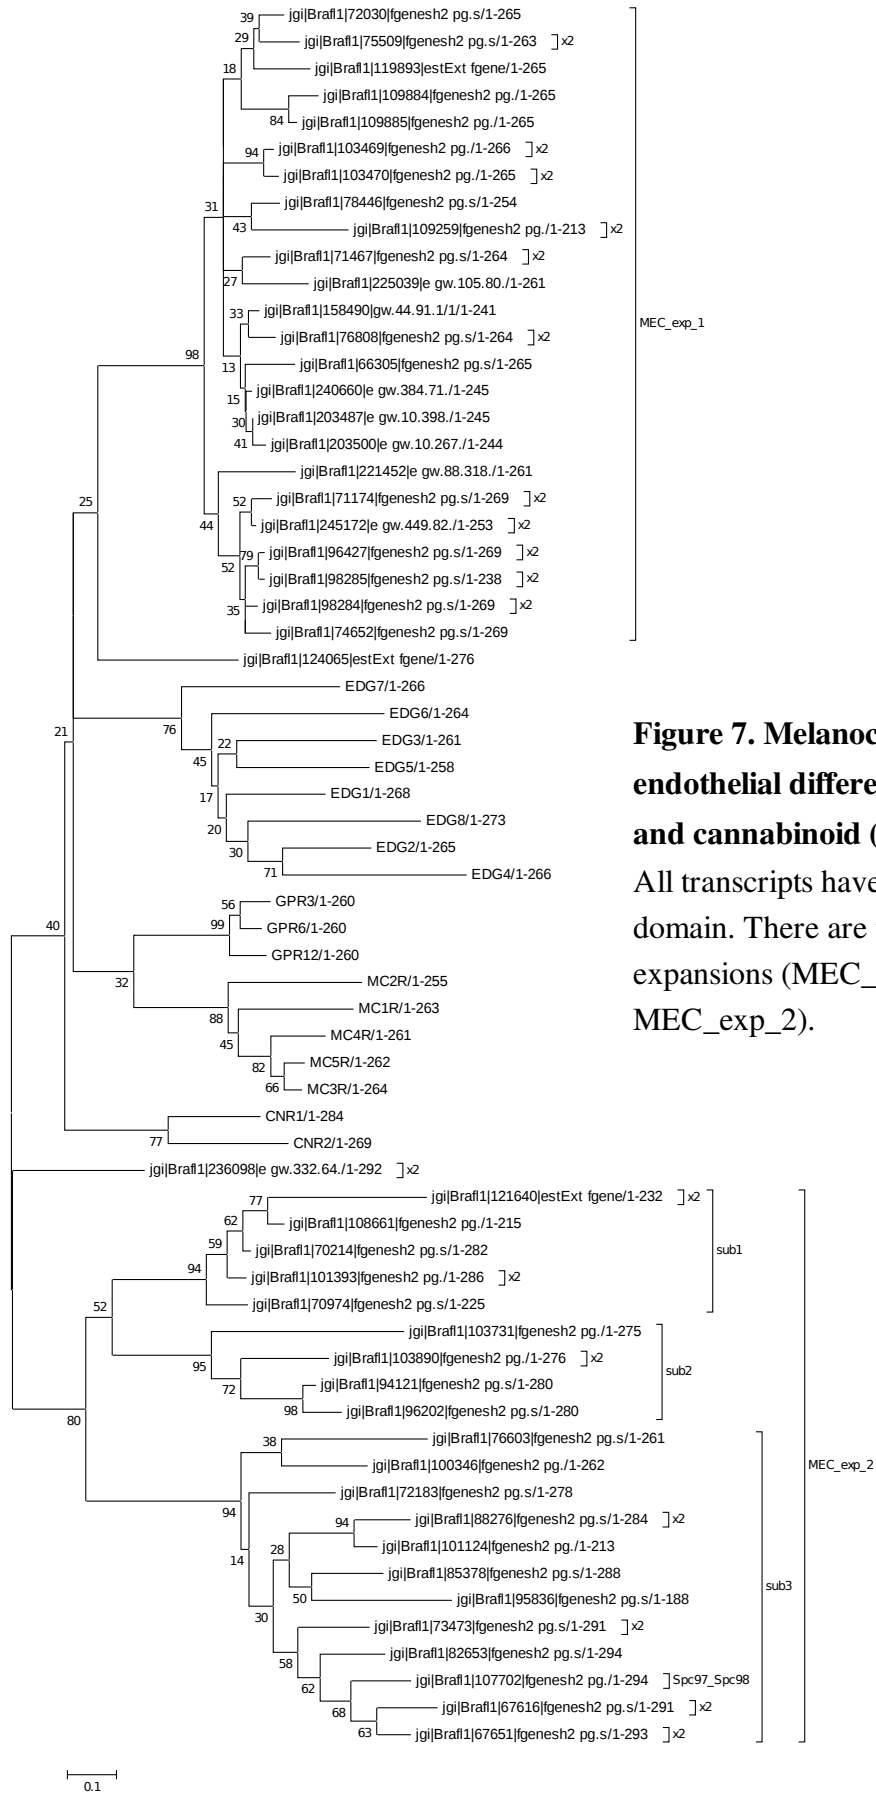 39
jgi|Brafl1|72030|fgenesh2 pg.s/1-265
29
jgi|Brafl1|75509|fgenesh2 pg.s/1-263 x2
18
jgi|Brafl1|119893|estExt fgene/1-265
jgi|Brafl1|109884|fgenesh2 pg./1-265
84
jgi|Brafl1|109885|fgenesh2 pg./1-265
94
jgi|Brafl1|103469|fgenesh2 pg./1-266 x2
jgi|Brafl1|103470|fgenesh2 pg./1-265 x2
31
jgi|Brafl1|78446|fgenesh2 pg.s/1-254
43
jgi|Brafl1|109259|fgenesh2 pg./1-213 x2
jgi|Brafl1|71467|fgenesh2 pg.s/1-264 x2
27
jgi|Brafl1|225039|e gw.105.80./1-261
33
jgi|Brafl1|158490|gw.44.91.1/1/1-241
MEC_exp_1
jgi|Brafl1|76808|fgenesh2 pg.s/1-264 x2
98
13
jgi|Brafl1|66305|fgenesh2 pg.s/1-265
15
jgi|Brafl1|240660|e gw.384.71./1-245
30
jgi|Brafl1|203487|e gw.10.398./1-245
41
jgi|Brafl1|203500|e gw.10.267./1-244
jgi|Brafl1|221452|e gw.88.318./1-261
25
52
jgi|Brafl1|71174|fgenesh2 pg.s/1-269 x2
44
jgi|Brafl1|245172|e gw.449.82./1-253 x2
79
jgi|Brafl1|96427|fgenesh2 pg.s/1-269 x2
52
jgi|Brafl1|98285|fgenesh2 pg.s/1-238 x2
35
jgi|Brafl1|98284|fgenesh2 pg.s/1-269 x2
jgi|Brafl1|74652|fgenesh2 pg.s/1-269
jgi|Brafl1|124065|estExt fgene/1-276
EDG7/1-266
EDG6/1-264
21
76
22
EDG3/1-261
45
EDG5/1-258
17
EDG1/1-268
20
EDG8/1-273
30
EDG2/1-265
71
EDG4/1-266
Figure 7. Melanoc
endothelial differe
and cannabinoid (
All transcripts have
domain. There are
expansions (MEC_
MEC_exp_2).
56
GPR3/1-260
40
99
GPR6/1-260
GPR12/1-260
32
MC2R/1-255
88
MC1R/1-263
45
MC4R/1-261
82
MC5R/1-262
66
MC3R/1-264
CNR1/1-284
77
CNR2/1-269
jgi|Brafl1|236098|e gw.332.64./1-292 x2
77
jgi|Brafl1|121640|estExt fgene/1-232 x2
62
jgi|Brafl1|108661|fgenesh2 pg./1-215
59
jgi|Brafl1|70214|fgenesh2 pg.s/1-282
sub1
94
jgi|Brafl1|101393|fgenesh2 pg./1-286 x2
52
jgi|Brafl1|70974|fgenesh2 pg.s/1-225
jgi|Brafl1|103731|fgenesh2 pg./1-275
95
jgi|Brafl1|103890|fgenesh2 pg./1-276 x2
sub2
72
jgi|Brafl1|94121|fgenesh2 pg.s/1-280
98
jgi|Brafl1|96202|fgenesh2 pg.s/1-280
80
38
jgi|Brafl1|76603|fgenesh2 pg.s/1-261
jgi|Brafl1|100346|fgenesh2 pg./1-262
MEC_exp_2
jgi|Brafl1|72183|fgenesh2 pg.s/1-278
94
94
jgi|Brafl1|88276|fgenesh2 pg.s/1-284 x2
14
28
jgi|Brafl1|101124|fgenesh2 pg./1-213
jgi|Brafl1|85378|fgenesh2 pg.s/1-288
sub3
50
jgi|Brafl1|95836|fgenesh2 pg.s/1-188
30
jgi|Brafl1|73473|fgenesh2 pg.s/1-291 x2
58
jgi|Brafl1|82653|fgenesh2 pg.s/1-294
62
jgi|Brafl1|107702|fgenesh2 pg./1-294 Spc97_Spc98
68
jgi|Brafl1|67616|fgenesh2 pg.s/1-291 x2
63
jgi|Brafl1|67651|fgenesh2 pg.s/1-293 x2
0.1